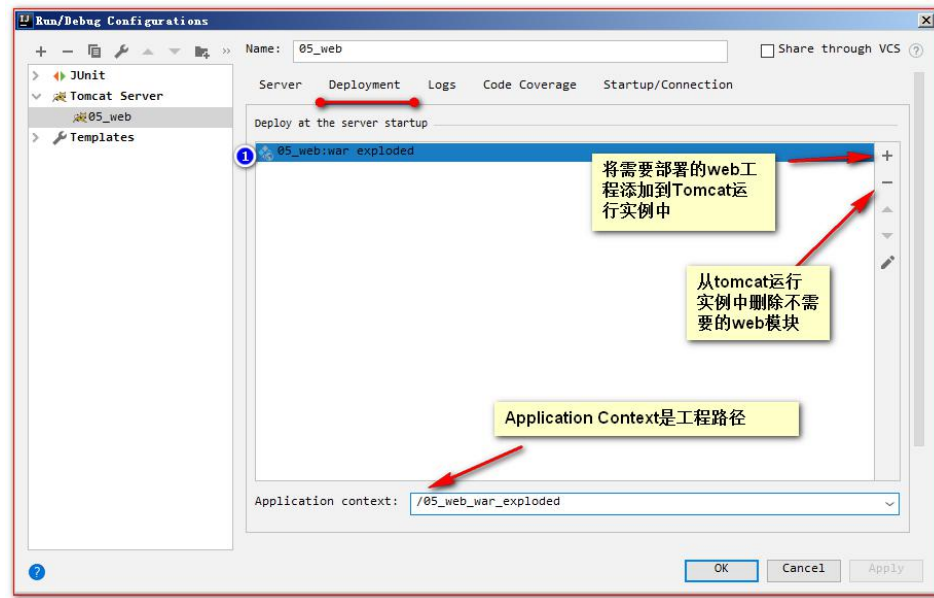 Run/Debug Configurations
Name: 05_web
Share through VCS
JUnit
Tomcat Server
05_web
Templates
Server Deployment Logs Code Coverage Startup/Connection
Deploy at the server startup
1 05_web:war exploded
将需要部署的web工
程添加到Tomcat运
行实例中
从tomcat运行
实例中删除不需
要的web模块
Application Context是工程路径
Application context: /05_web_war_exploded
OK Cancel Apply